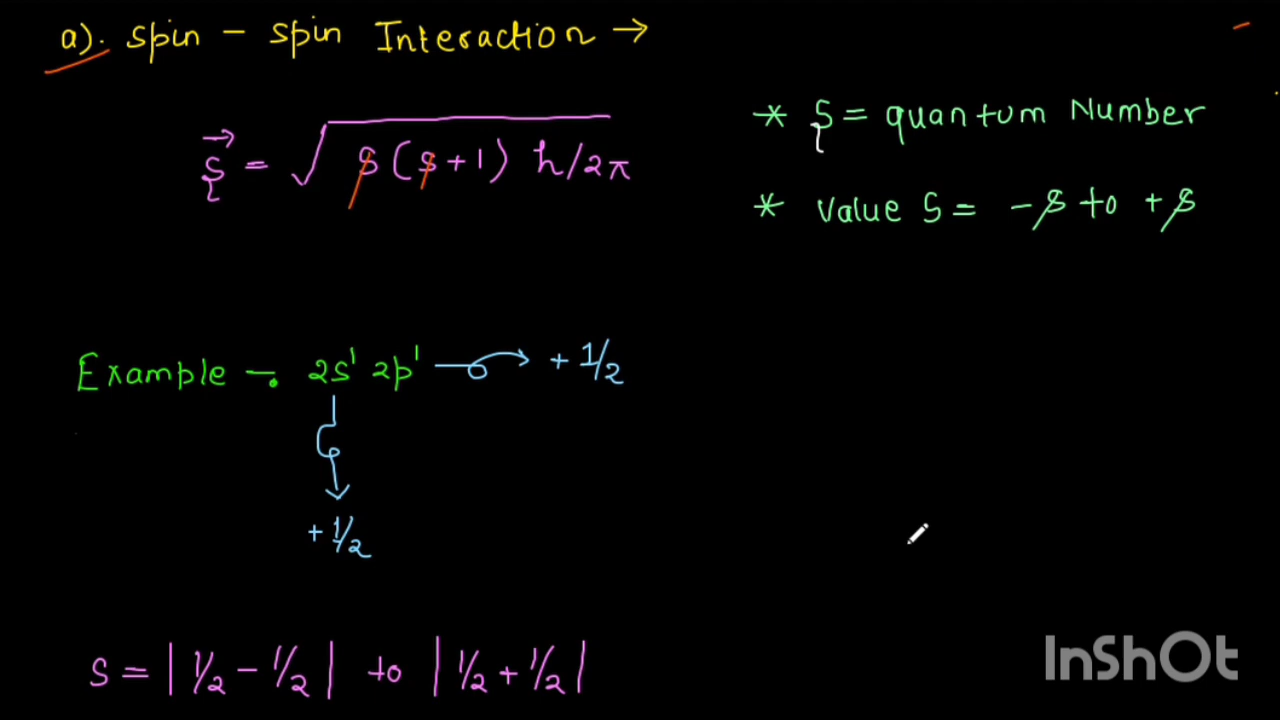 a). Spin - Spin Interaction →
S⃗ = √s(s+1) h/2π
* S = quantum Number
* Value S = -s to +s
Example -. 2s¹ 2p¹ → + 1/2
+ 1/2
S = | 1/2 - 1/2 | to | 1/2 + 1/2 |
InShOt